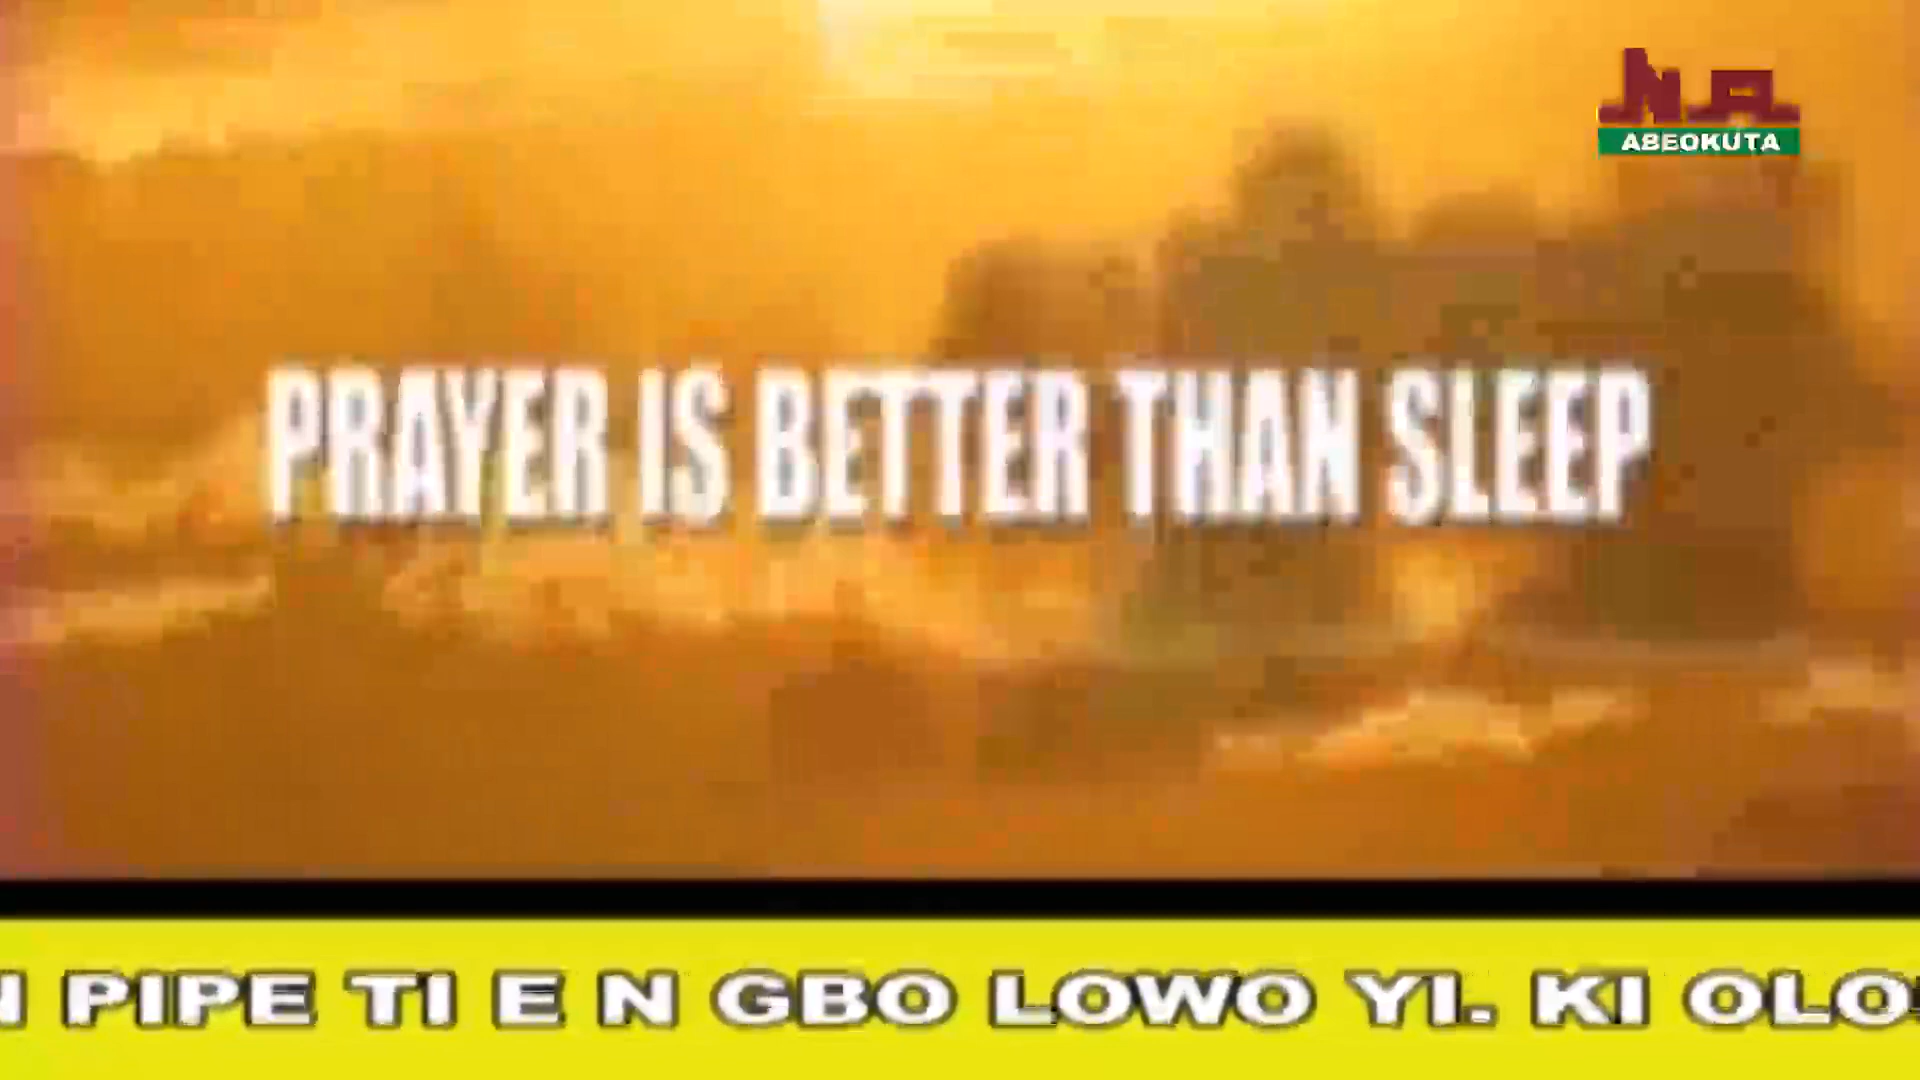 ABEOKUTA
PRAYER IS BETTER THAN SLEEP
PIPE TI E N GBO LOWO YI. KI